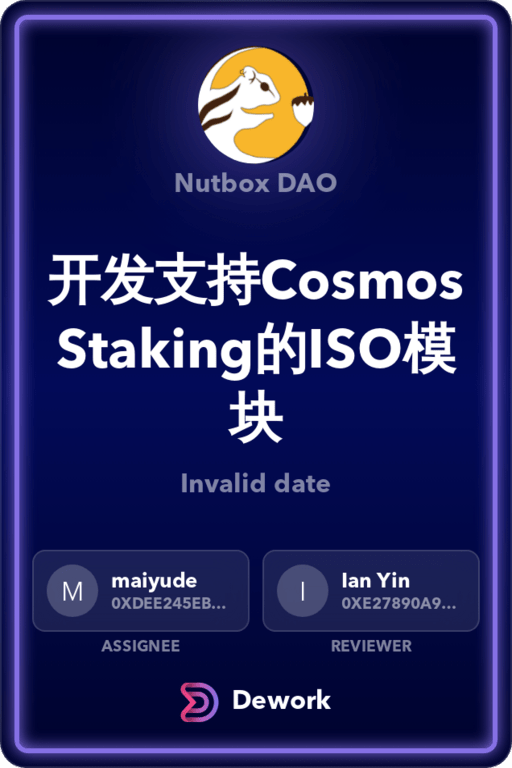 Nutbox DAO
开发支持Cosmos
Staking的ISO模
块
Invalid date
M
maiyude
0XDEE245EB...
I
Ian Yin
0XE27890A9...
ASSIGNEE
REVIEWER
Dework